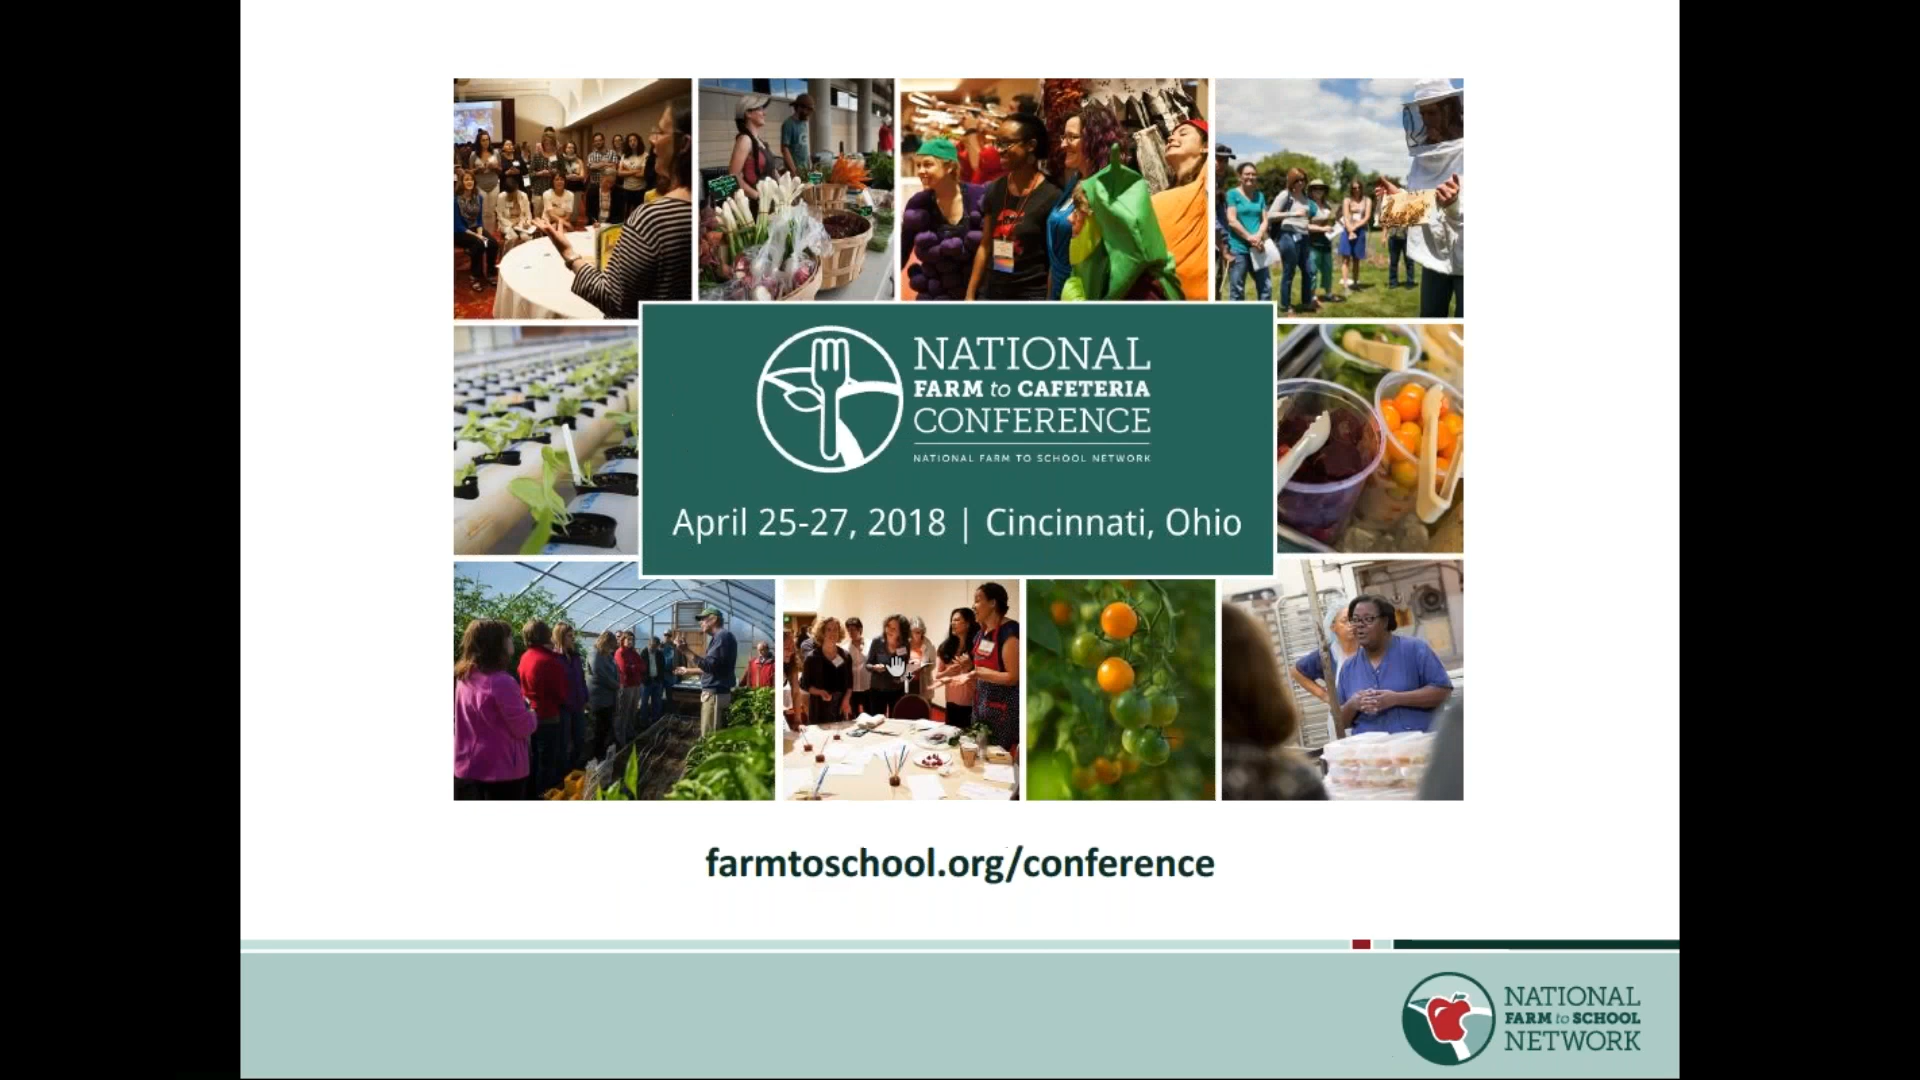 NATIONAL
FARM to CAFETERIA
CONFERENCE
NATIONAL FARM TO SCHOOL NETWORK
April 25-27, 2018 | Cincinnati, Ohio
farmtoschool.org/conference
NATIONAL
FARM to SCHOOL
NETWORK